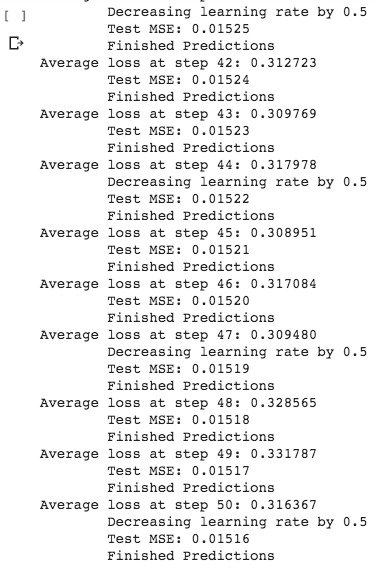 Decreasing learning rate by 0.5
[ ]
Test MSE: 0.01525
Finished Predictions
Average loss at step 42: 0.312723
Test MSE: 0.01524
Finished Predictions
Average loss at step 43: 0.309769
Test MSE: 0.01523
Finished Predictions
Average loss at step 44: 0.317978
Decreasing learning rate by 0.5
Test MSE: 0.01522
Finished Predictions
Average loss at step 45: 0.308951
Test MSE: 0.01521
Finished Predictions
Average loss at step 46: 0.317084
Test MSE: 0.01520
Finished Predictions
Average loss at step 47: 0.309480
Decreasing learning rate by 0.5
Test MSE: 0.01519
Finished Predictions
Average loss at step 48: 0.328565
Test MSE: 0.01518
Finished Predictions
Average loss at step 49: 0.331787
Test MSE: 0.01517
Finished Predictions
Average loss at step 50: 0.316367
Decreasing learning rate by 0.5
Test MSE: 0.01516
Finished Predictions